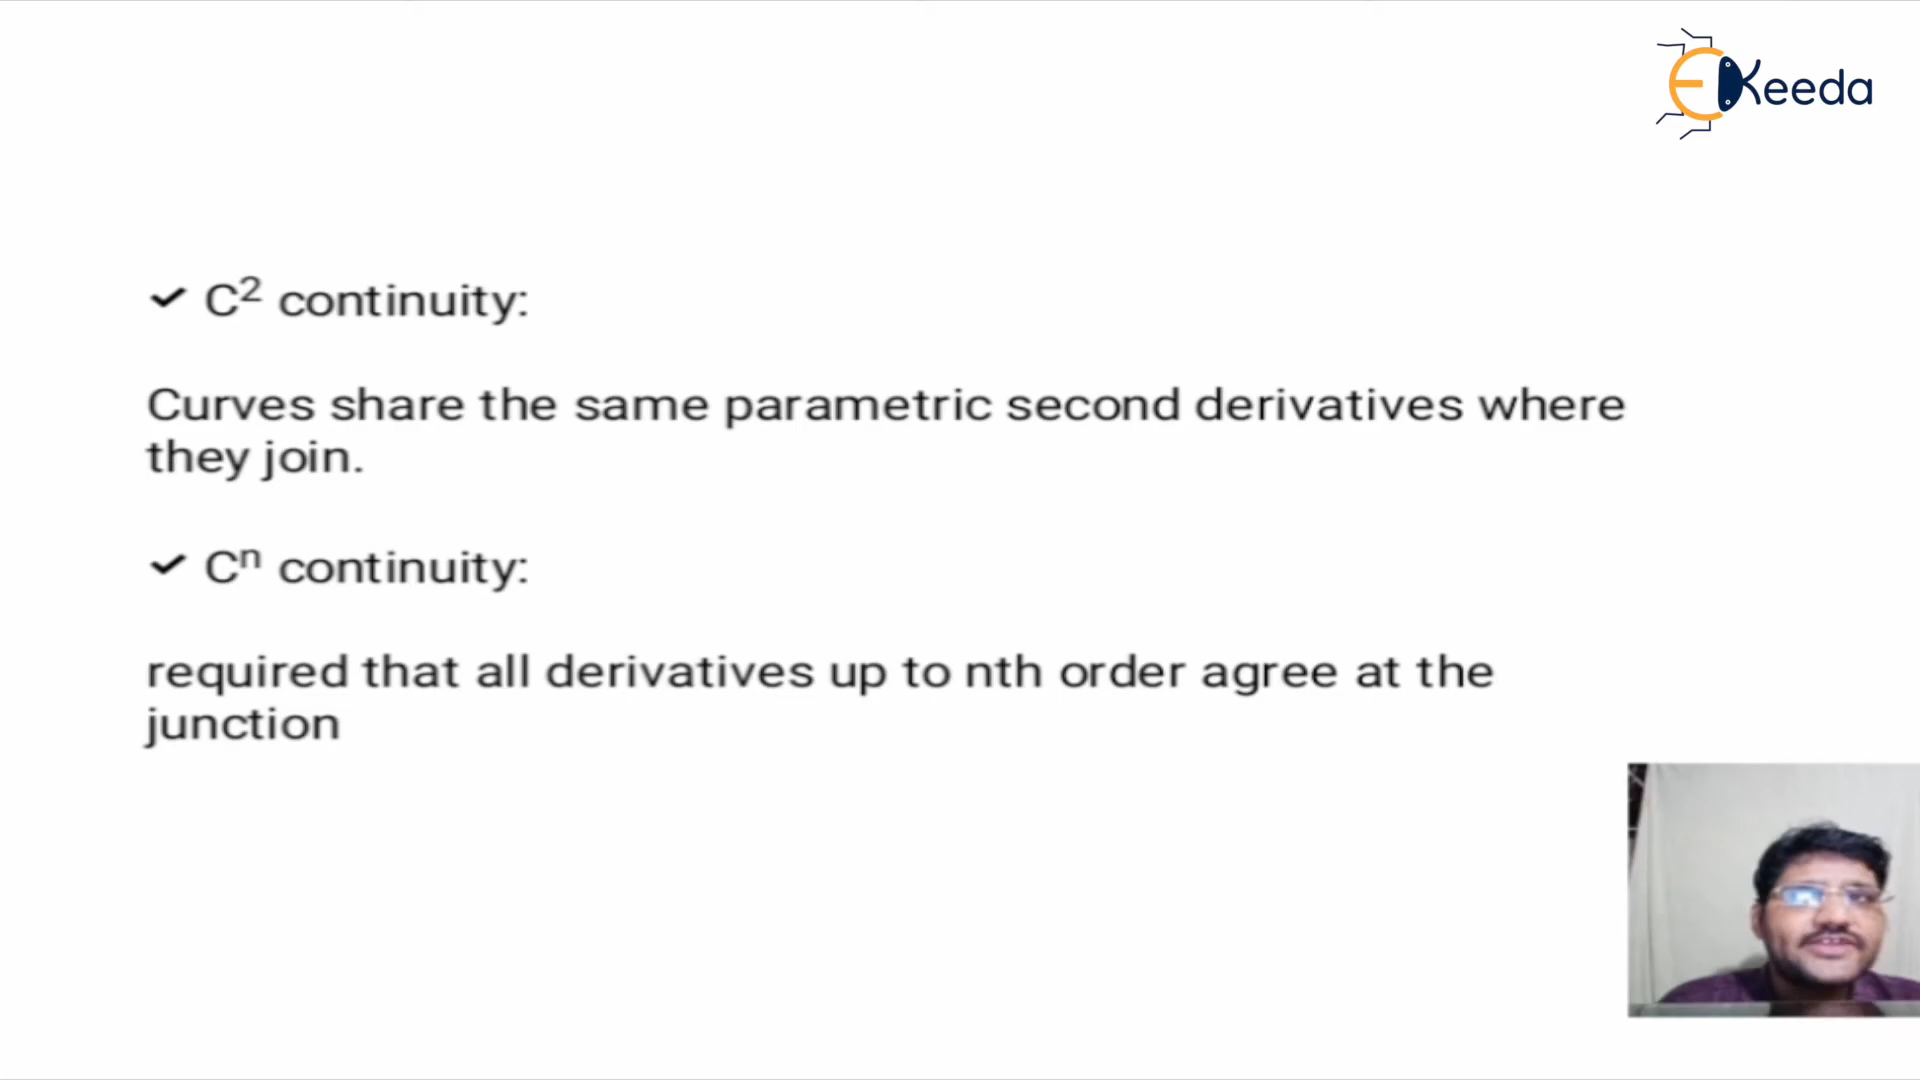 EKeeda
C² continuity:
Curves share the same parametric second derivatives where
they join.
Cⁿ continuity:
required that all derivatives up to nth order agree at the
junction